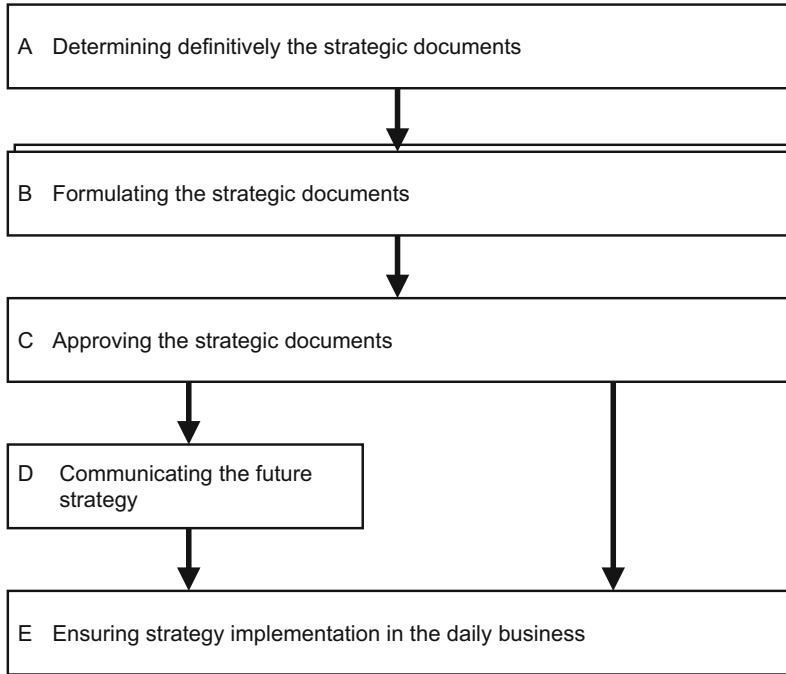 A Determining definitively the strategic documents
B Formulating the strategic documents
C Approving the strategic documents
D Communicating the future
strategy
E Ensuring strategy implementation in the daily business